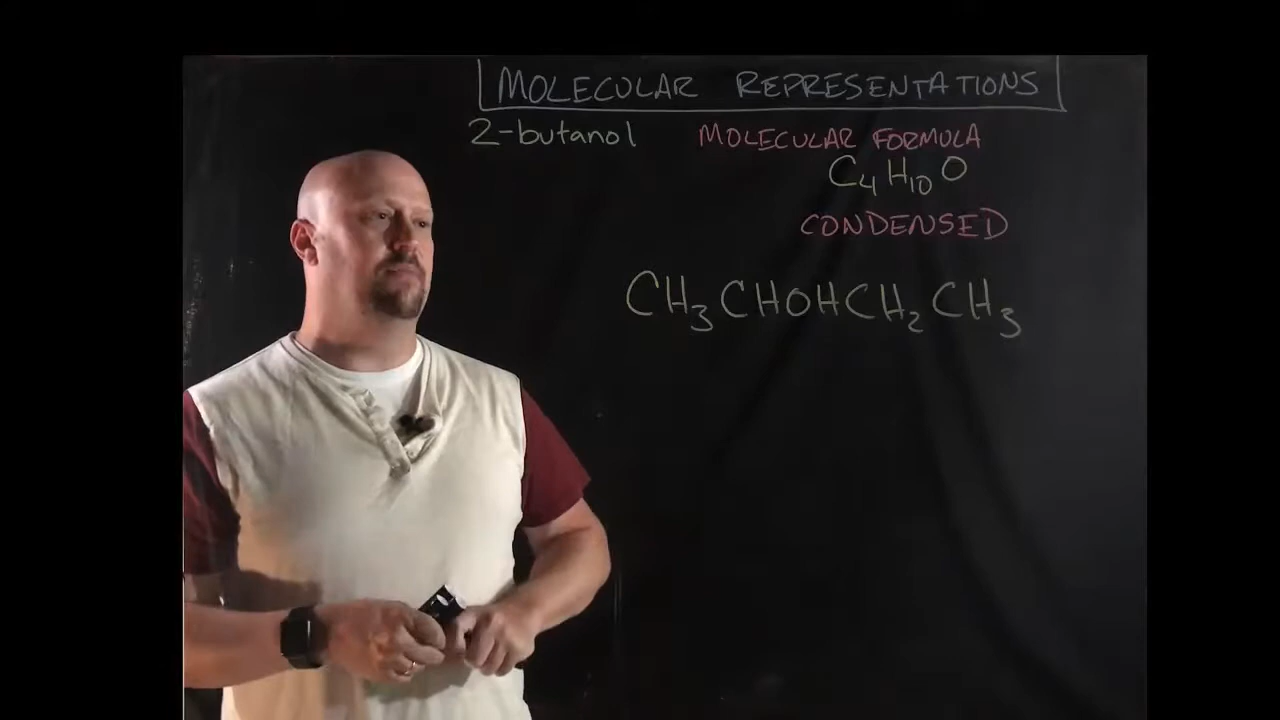 MOLECULAR REPRESENTATIONS
2-butanol MOLECULAR FORMULA
C₄H₁₀O
CONDENSED
CH₃CHOHCH₂CH₃